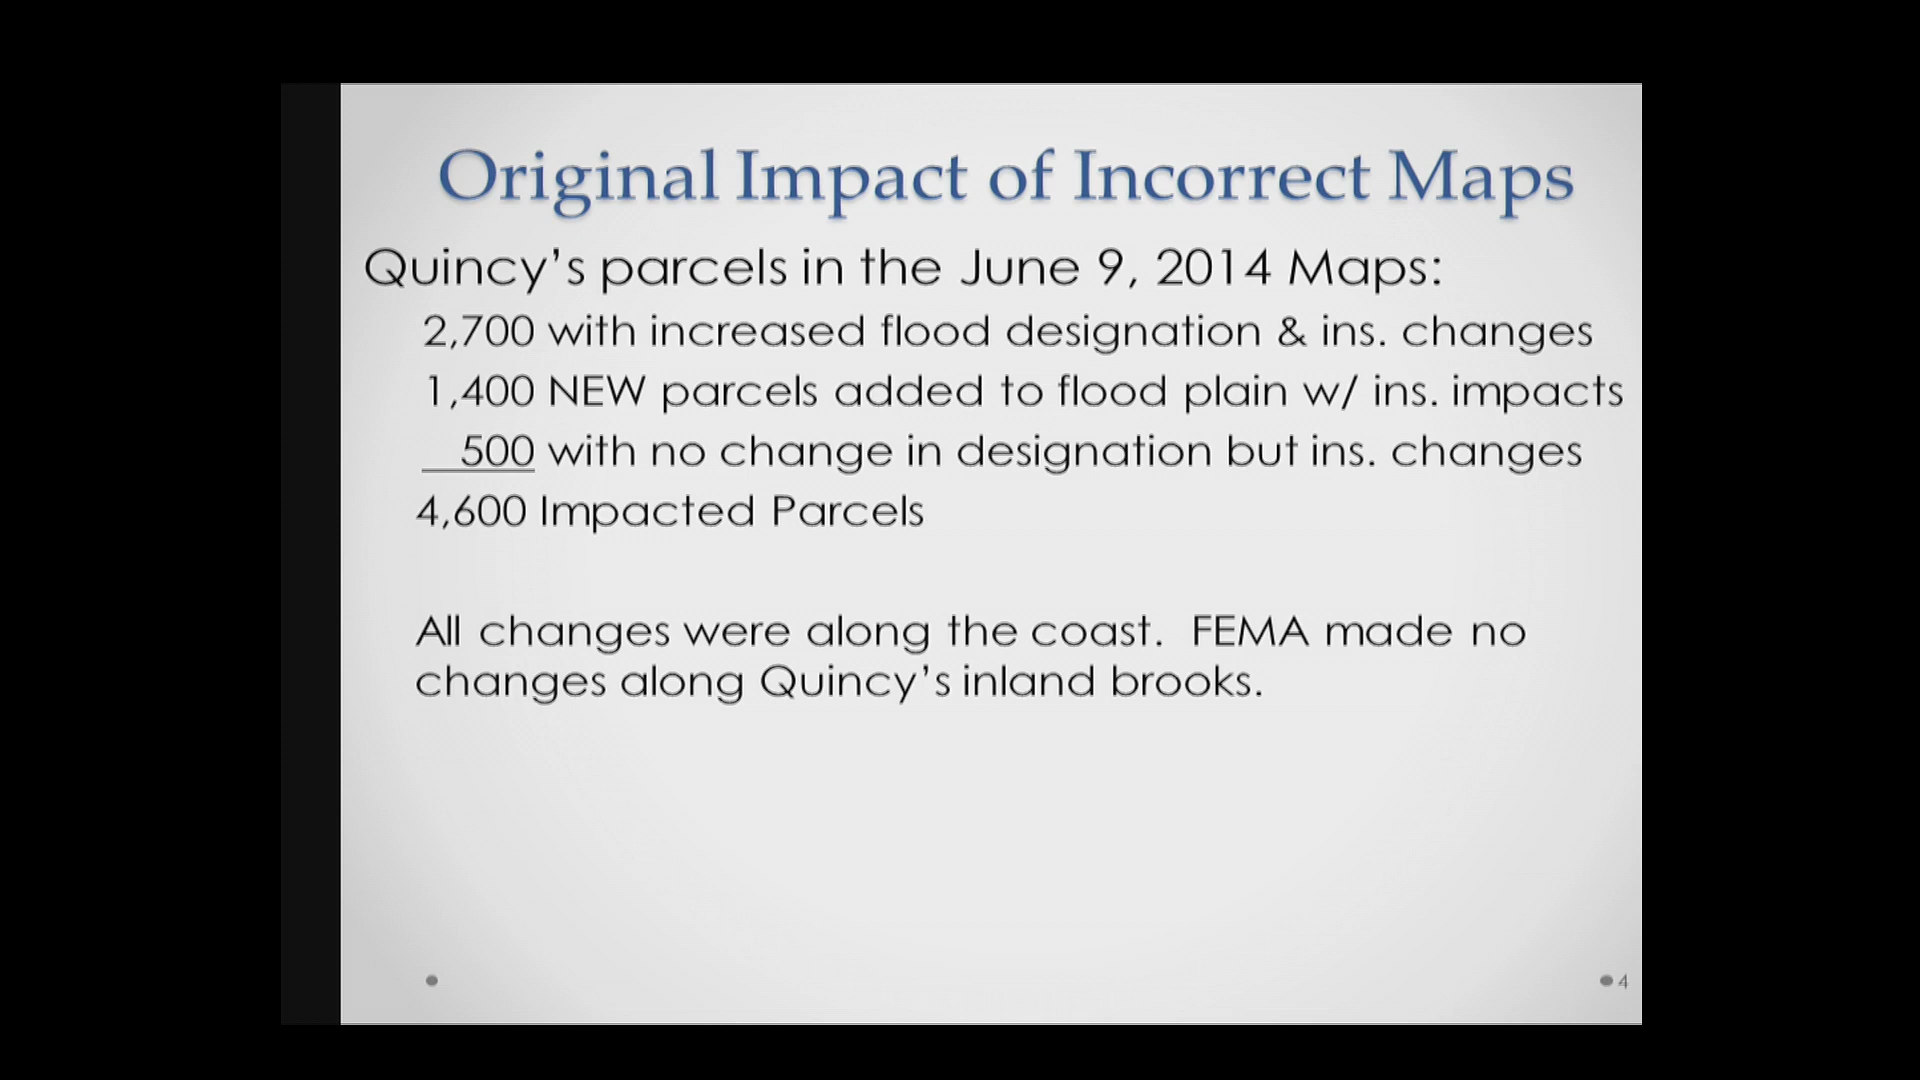 Original Impact of Incorrect Maps
Quincy’s parcels in the June 9, 2014 Maps:
2,700 with increased flood designation & ins. changes
1,400 NEW parcels added to flood plain w/ ins. impacts
500 with no change in designation but ins. changes
4,600 Impacted Parcels
All changes were along the coast. FEMA made no
changes along Quincy’s inland brooks.
4